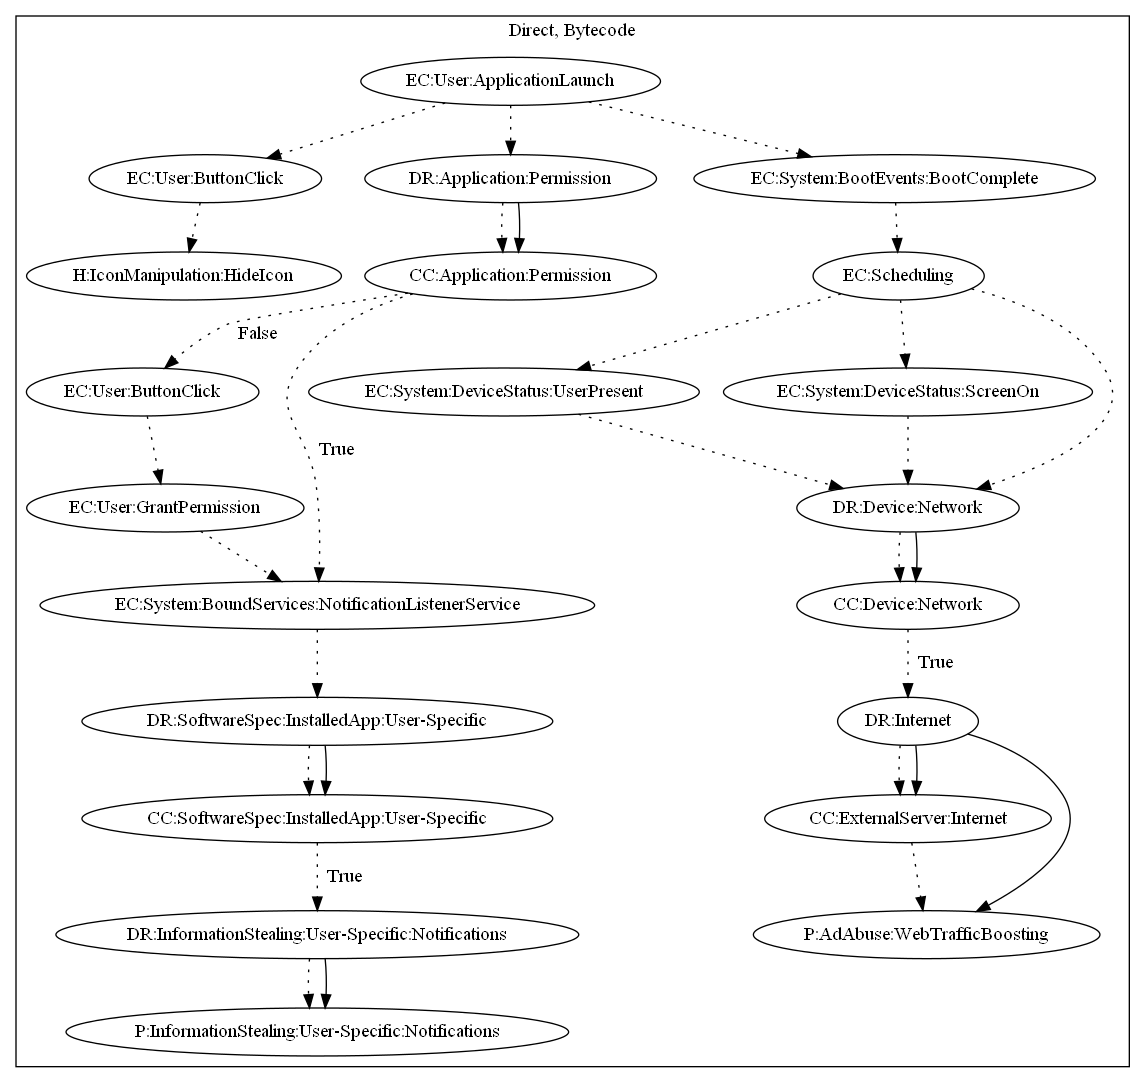 Direct, Bytecode
EC:User:ApplicationLaunch
EC:User:ButtonClick
DR:Application:Permission
EC:System:BootEvents:BootComplete
H:IconManipulation:HideIcon
CC:Application:Permission
EC:Scheduling
False
EC:User:ButtonClick
EC:System:DeviceStatus:UserPresent
EC:System:DeviceStatus:ScreenOn
True
EC:User:GrantPermission
DR:Device:Network
EC:System:BoundServices:NotificationListenerService
CC:Device:Network
True
DR:SoftwareSpec:InstalledApp:User-Specific
DR:Internet
CC:SoftwareSpec:InstalledApp:User-Specific
CC:ExternalServer:Internet
True
DR:InformationStealing:User-Specific:Notifications
P:AdAbuse:WebTrafficBoosting
P:InformationStealing:User-Specific:Notifications